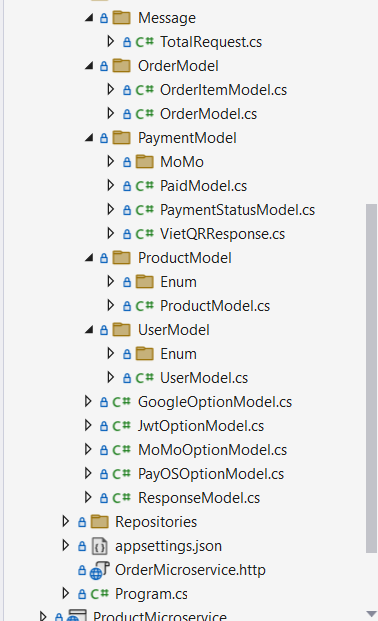 Message
C# TotalRequest.cs
OrderModel
C# OrderItemModel.cs
C# OrderModel.cs
PaymentModel
MoMo
C# PaidModel.cs
C# PaymentStatusModel.cs
C# VietQRResponse.cs
ProductModel
Enum
C# ProductModel.cs
UserModel
Enum
C# UserModel.cs
C# GoogleOptionModel.cs
C# JwtOptionModel.cs
C# MoMoOptionModel.cs
C# PayOSOptionModel.cs
C# ResponseModel.cs
Repositories
appsettings.json
OrderMicroservice.http
C# Program.cs
ProductMicroservice